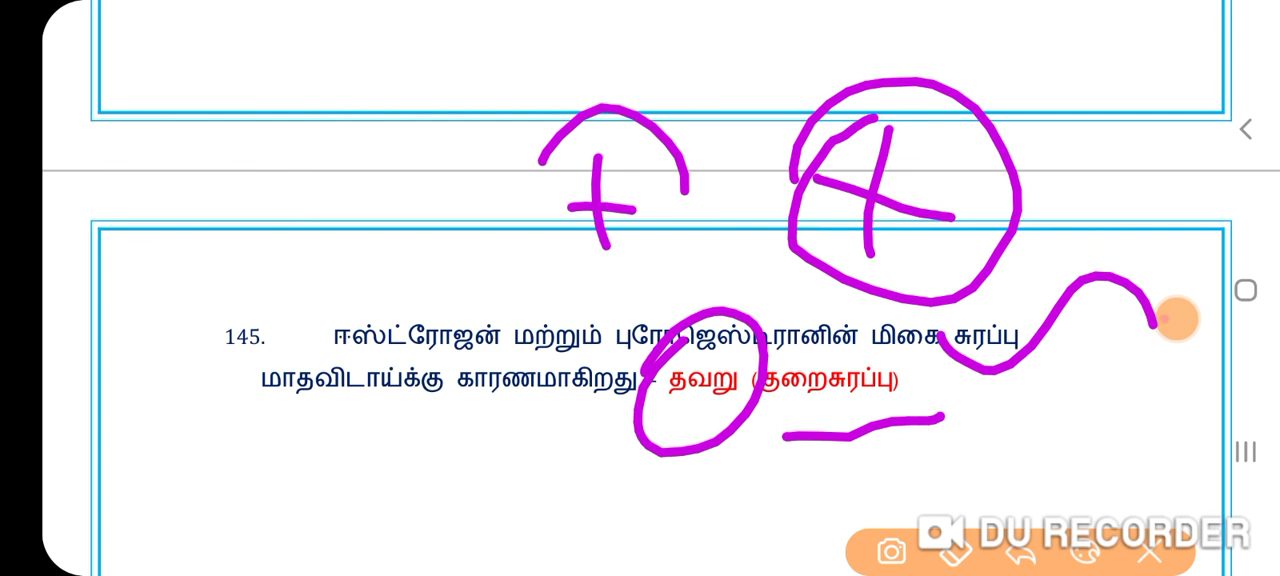 145. ஈஸ்ட்ரோஜன் மற்றும் புரோஜெஸ்டிரானின் மிகை சுரப்பு
மாதவிடாய்க்கு காரணமாகிறது - தவறு (குறைசுரப்பு)
DU RECORDER